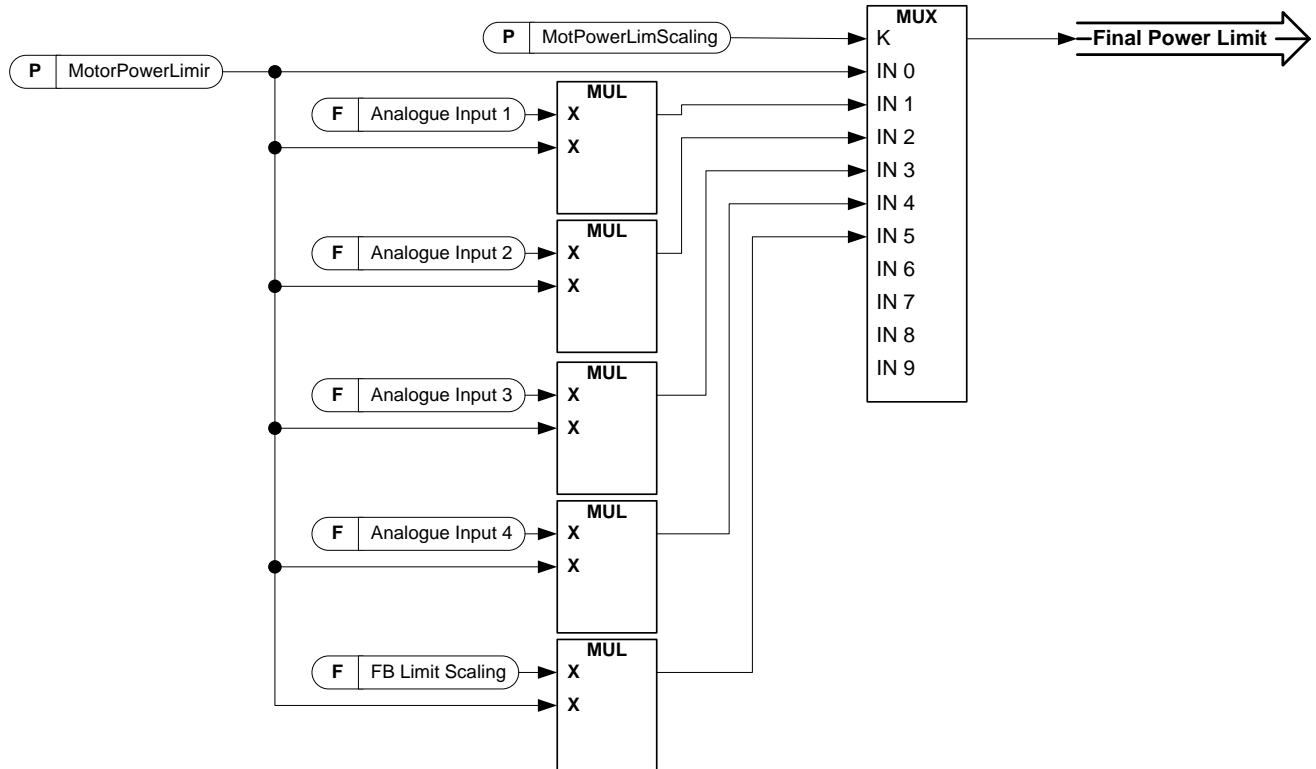 MUX
P MotPowerLimScaling
K
Final Power Limit
P MotorPowerLimir
IN 0
MUL
F Analogue Input 1
X
X
IN 1
IN 2
IN 3
IN 4
IN 5
IN 6
IN 7
IN 8
IN 9
MUL
F Analogue Input 2
X
X
MUL
F Analogue Input 3
X
X
MUL
F Analogue Input 4
X
X
MUL
F FB Limit Scaling
X
X